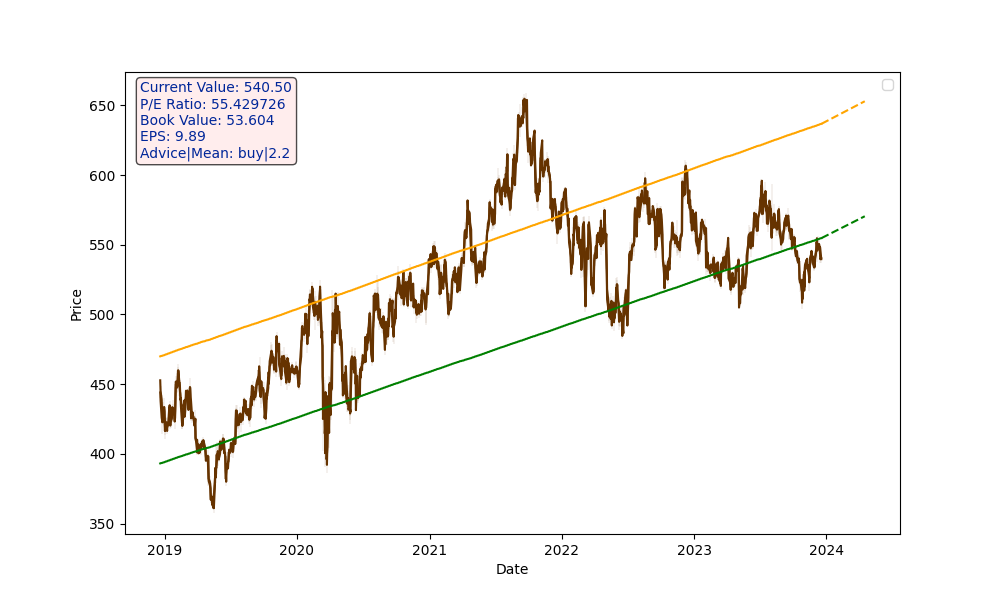 Current Value: 540.50
P/E Ratio: 55.429726
Book Value: 53.604
EPS: 9.89
Advice|Mean: buy|2.2
650
600
550
500
450
400
350
Price
2019
2020
2021
2022
2023
2024
Date